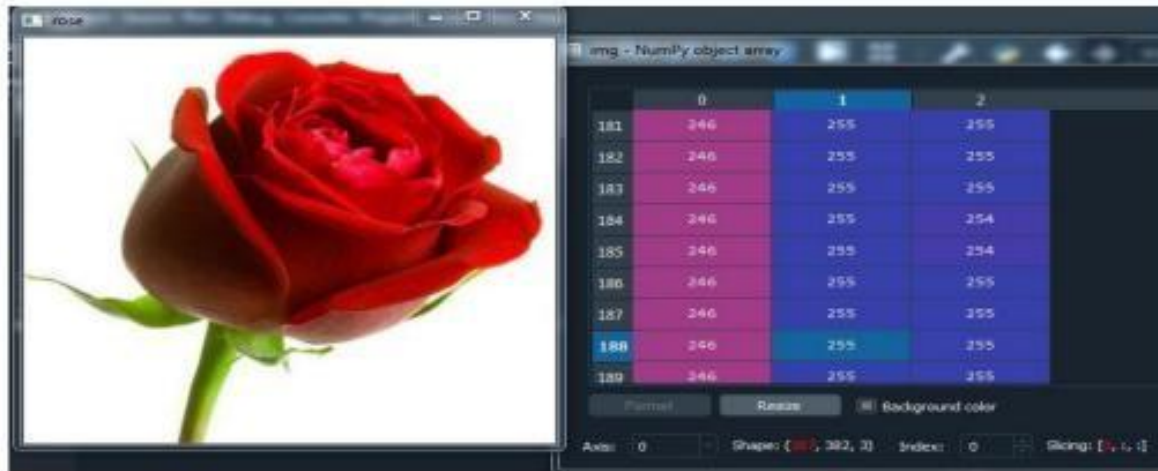 rose
img - NumPy object array
0 1 2
181 246 255 255
182 246 255 255
183 246 255 255
184 246 255 254
185 246 255 254
186 246 255 255
187 246 255 255
188 246 255 255
189 246 255 255
Format Resize Background color
Axis: 0 Shape: ( , 382, 3) Index: 0 Slicing: [ , :, :]